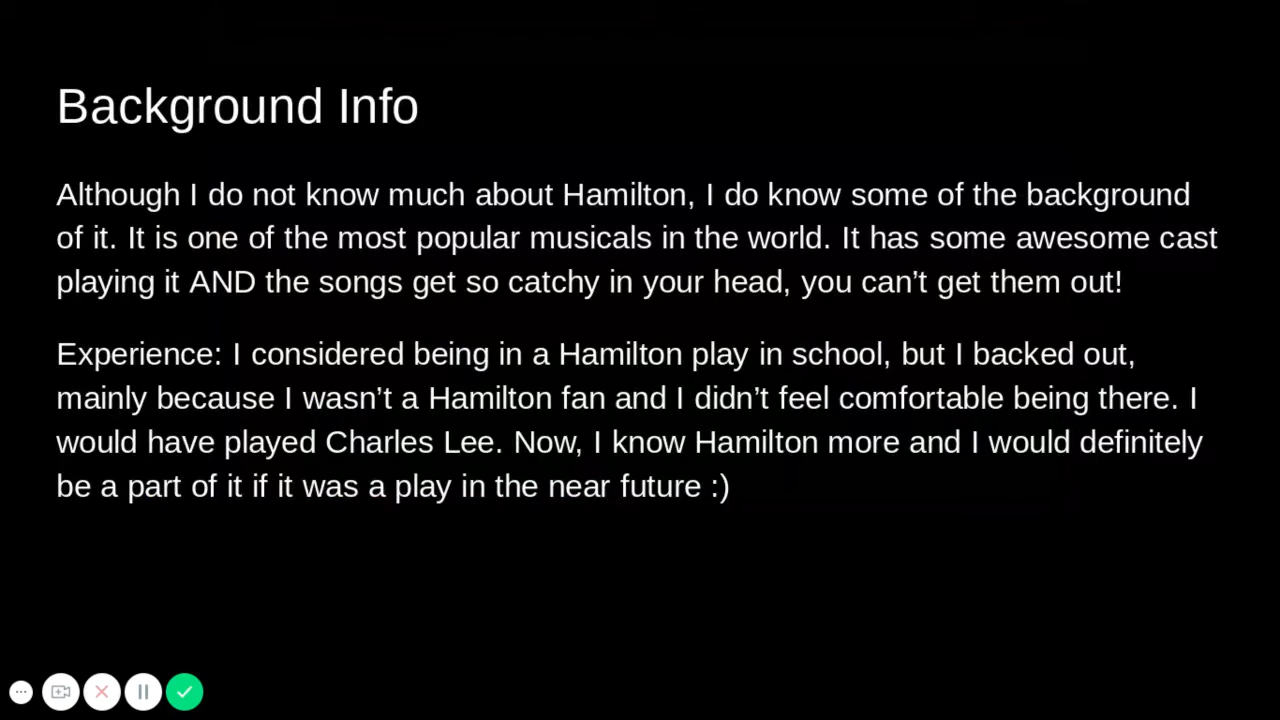 Background Info
Although I do not know much about Hamilton, I do know some of the background
of it. It is one of the most popular musicals in the world. It has some awesome cast
playing it AND the songs get so catchy in your head, you can’t get them out!
Experience: I considered being in a Hamilton play in school, but I backed out,
mainly because I wasn’t a Hamilton fan and I didn’t feel comfortable being there. I
would have played Charles Lee. Now, I know Hamilton more and I would definitely
be a part of it if it was a play in the near future :)